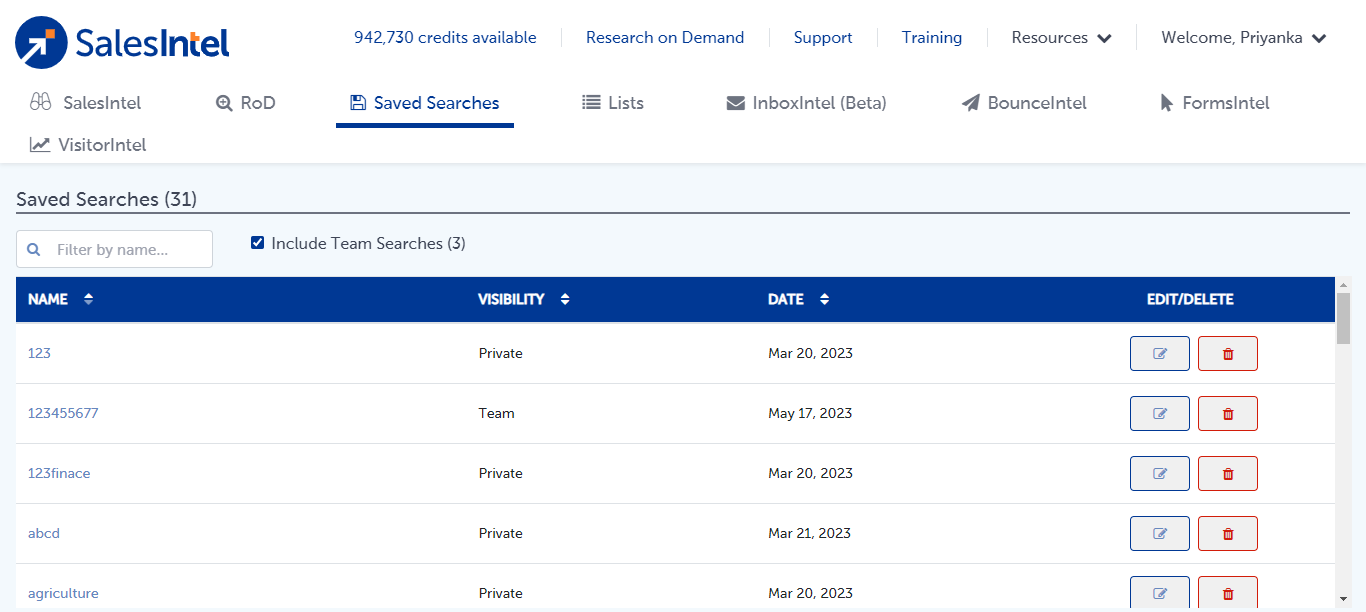 SalesIntel
942,730 credits available
Research on Demand
Support
Training
Resources
Welcome, Priyanka
SalesIntel
RoD
Saved Searches
Lists
InboxIntel (Beta)
BounceIntel
FormsIntel
VisitorIntel
Saved Searches (31)
Filter by name...
Include Team Searches (3)
NAME VISIBILITY DATE EDIT/DELETE
123 Private Mar 20, 2023
123455677 Team May 17, 2023
123finace Private Mar 20, 2023
abcd Private Mar 21, 2023
agriculture Private Mar 20, 2023